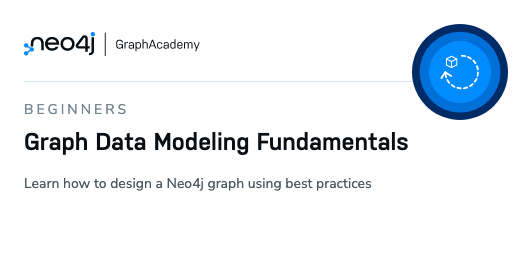 neo4j | GraphAcademy
BEGINNERS
Graph Data Modeling Fundamentals
Learn how to design a Neo4j graph using best practices